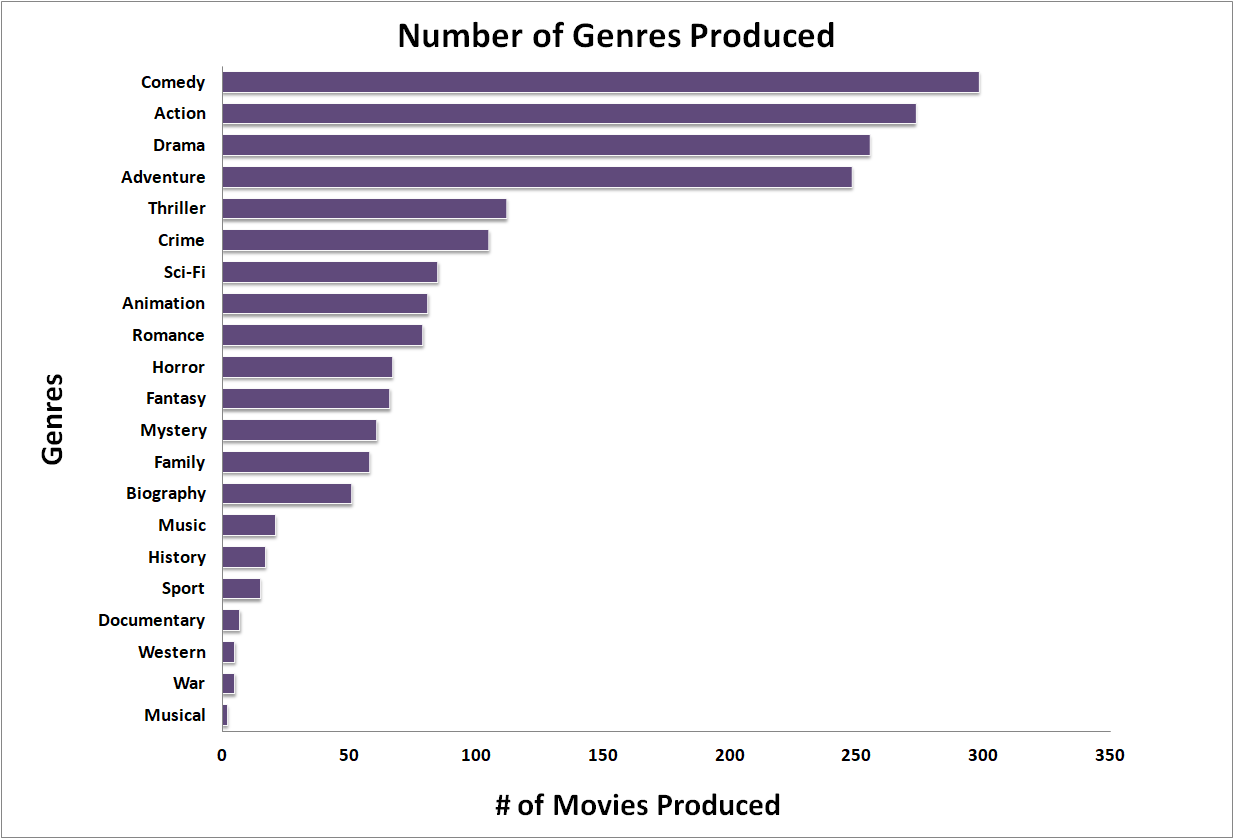 Number of Genres Produced
Comedy
Action
Drama
Adventure
Thriller
Crime
Sci-Fi
Animation
Romance
Horror
Fantasy
Mystery
Family
Biography
Music
History
Sport
Documentary
Western
War
Musical
Genres
0 50 100 150 200 250 300 350
# of Movies Produced